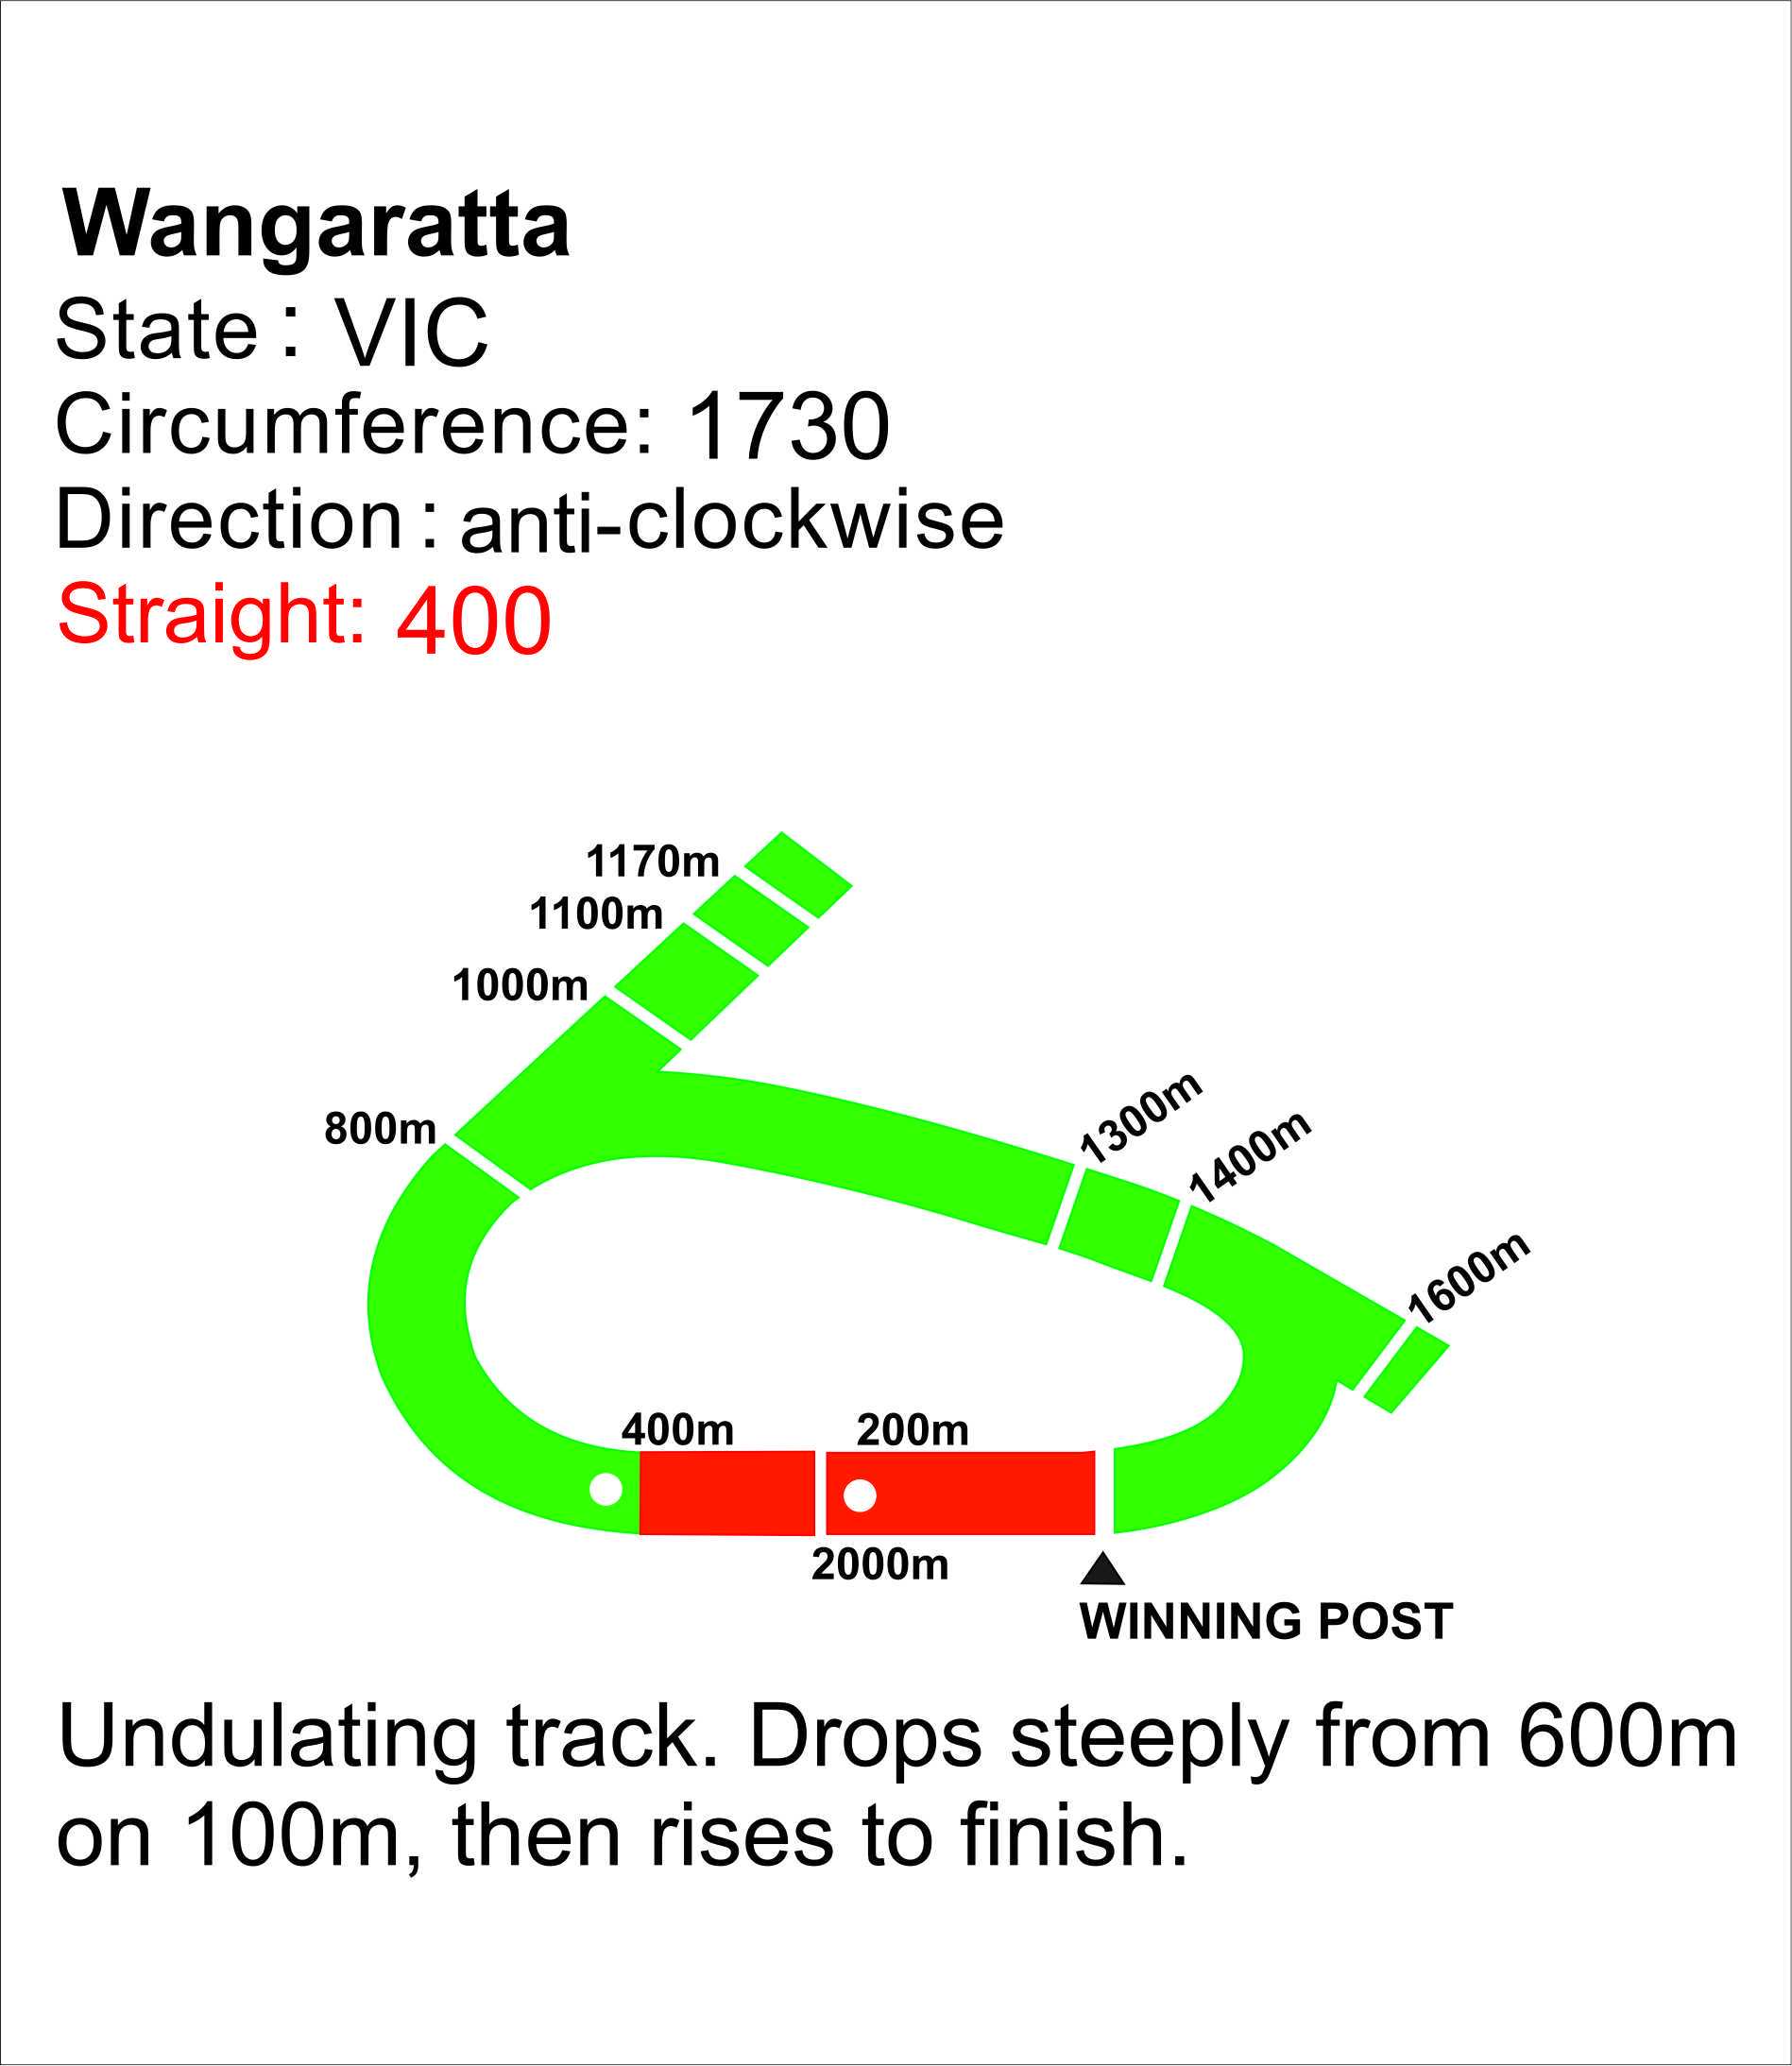 Wangaratta
State : VIC
Circumference: 1730
Direction : anti-clockwise
Straight: 400
1170m
1100m
1000m
800m
1300m
1400m
1600m
400m
200m
2000m
WINNING POST
Undulating track. Drops steeply from 600m
on 100m, then rises to finish.